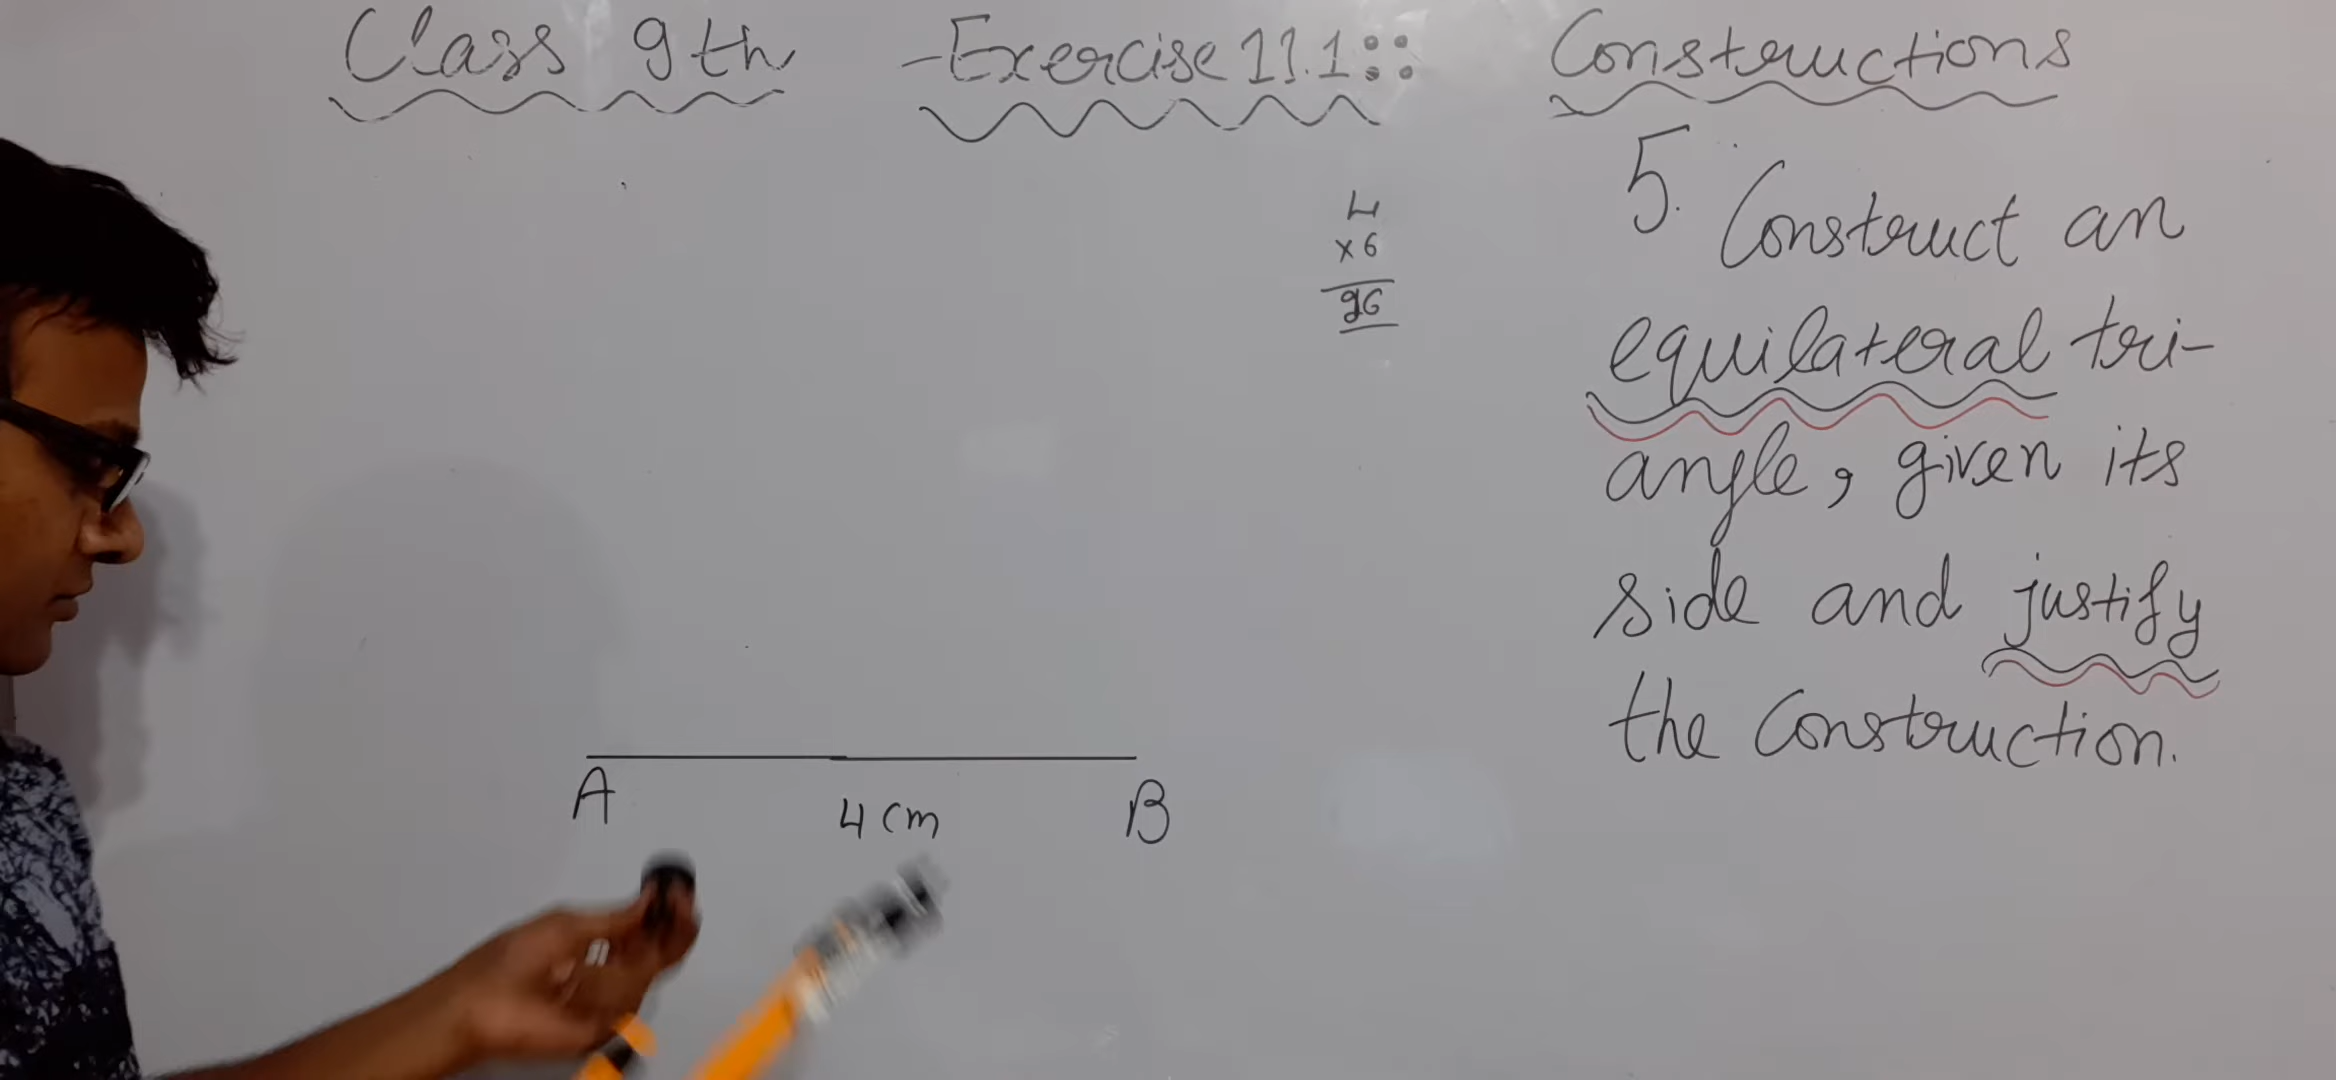 Class 9th - Exercise 11.1:: Constructions
5. Construct an
equilateral tri-
angle, given its
side and justify
the Construction.
4
x6
96
A B
4 cm